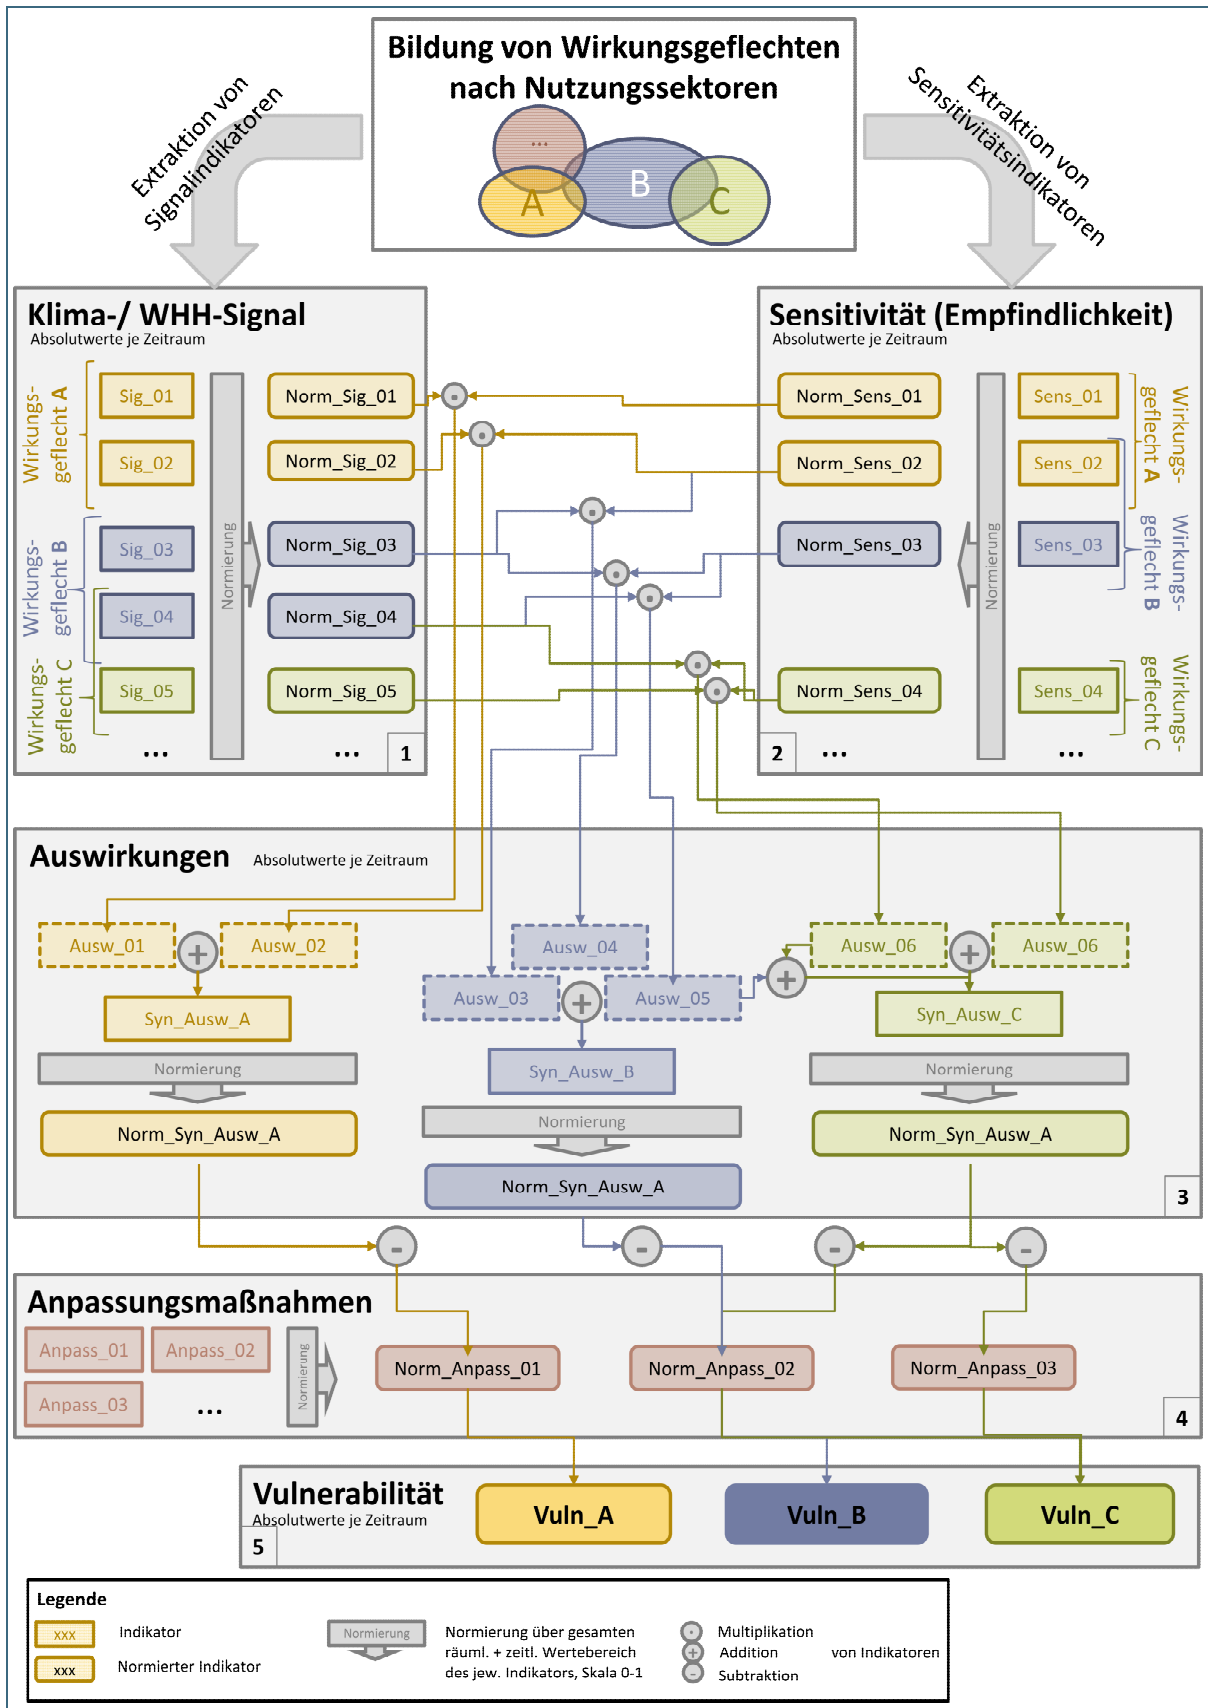 Bildung von Wirkungsgeflechten
nach Nutzungssektoren
...
A
B
C
Extraktion von
Signalindikatoren
Extraktion von
Sensitivitätsindikatoren
Klima-/ WHH-Signal
Absolutwerte je Zeitraum
Wirkungs-
geflecht A
Wirkungs-
geflecht B
Wirkungs-
geflecht C
Sig_01
Sig_02
Sig_03
Sig_04
Sig_05
...
Normierung
Norm_Sig_01
Norm_Sig_02
Norm_Sig_03
Norm_Sig_04
Norm_Sig_05
...
1
Sensitivität (Empfindlichkeit)
Absolutwerte je Zeitraum
Norm_Sens_01
Norm_Sens_02
Norm_Sens_03
Norm_Sens_04
...
Normierung
Sens_01
Sens_02
Sens_03
Sens_04
...
Wirkungs-
geflecht A
Wirkungs-
geflecht B
Wirkungs-
geflecht C
2
Auswirkungen Absolutwerte je Zeitraum
Ausw_01 + Ausw_02
Syn_Ausw_A
Normierung
Norm_Syn_Ausw_A
Ausw_04
Ausw_03 + Ausw_05
Syn_Ausw_B
Normierung
Norm_Syn_Ausw_A
+
Ausw_06 + Ausw_06
Syn_Ausw_C
Normierung
Norm_Syn_Ausw_A
3
- - - -
Anpassungsmaßnahmen
Anpass_01 Anpass_02
Anpass_03 ...
Normierung
Norm_Anpass_01
Norm_Anpass_02
Norm_Anpass_03
4
Vulnerabilität
Absolutwerte je Zeitraum
5
Vuln_A
Vuln_B
Vuln_C
Legende
xxx Indikator
xxx Normierter Indikator
Normierung
Normierung über gesamten
räuml. + zeitl. Wertebereich
des jew. Indikators, Skala 0-1
Multiplikation
+ Addition von Indikatoren
- Subtraktion